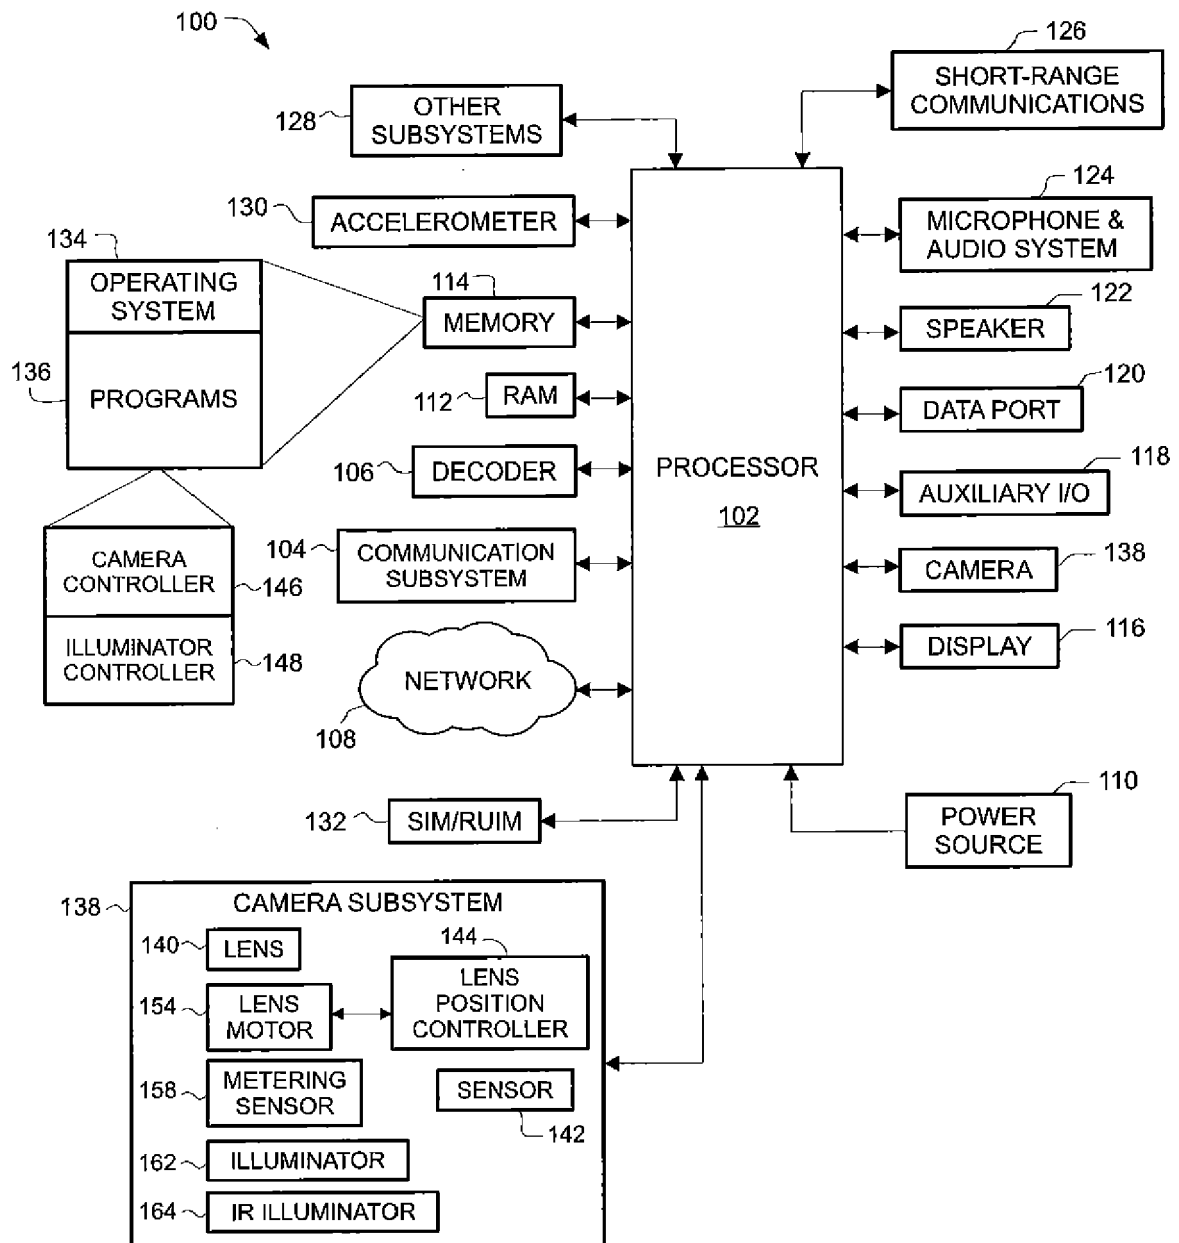 100
126
SHORT-RANGE
COMMUNICATIONS
128
OTHER
SUBSYSTEMS
130
ACCELEROMETER
124
MICROPHONE &
AUDIO SYSTEM
134
OPERATING
SYSTEM
136
PROGRAMS
114
MEMORY
122
SPEAKER
112
RAM
120
DATA PORT
106
DECODER
PROCESSOR
102
118
AUXILIARY I/O
104
COMMUNICATION
SUBSYSTEM
138
CAMERA
CAMERA
CONTROLLER
146
ILLUMINATOR
CONTROLLER
148
NETWORK
108
116
DISPLAY
132
SIM/RUIM
110
POWER
SOURCE
138
CAMERA SUBSYSTEM
140
LENS
144
LENS
POSITION
CONTROLLER
154
LENS
MOTOR
158
METERING
SENSOR
SENSOR
142
162
ILLUMINATOR
164
IR ILLUMINATOR